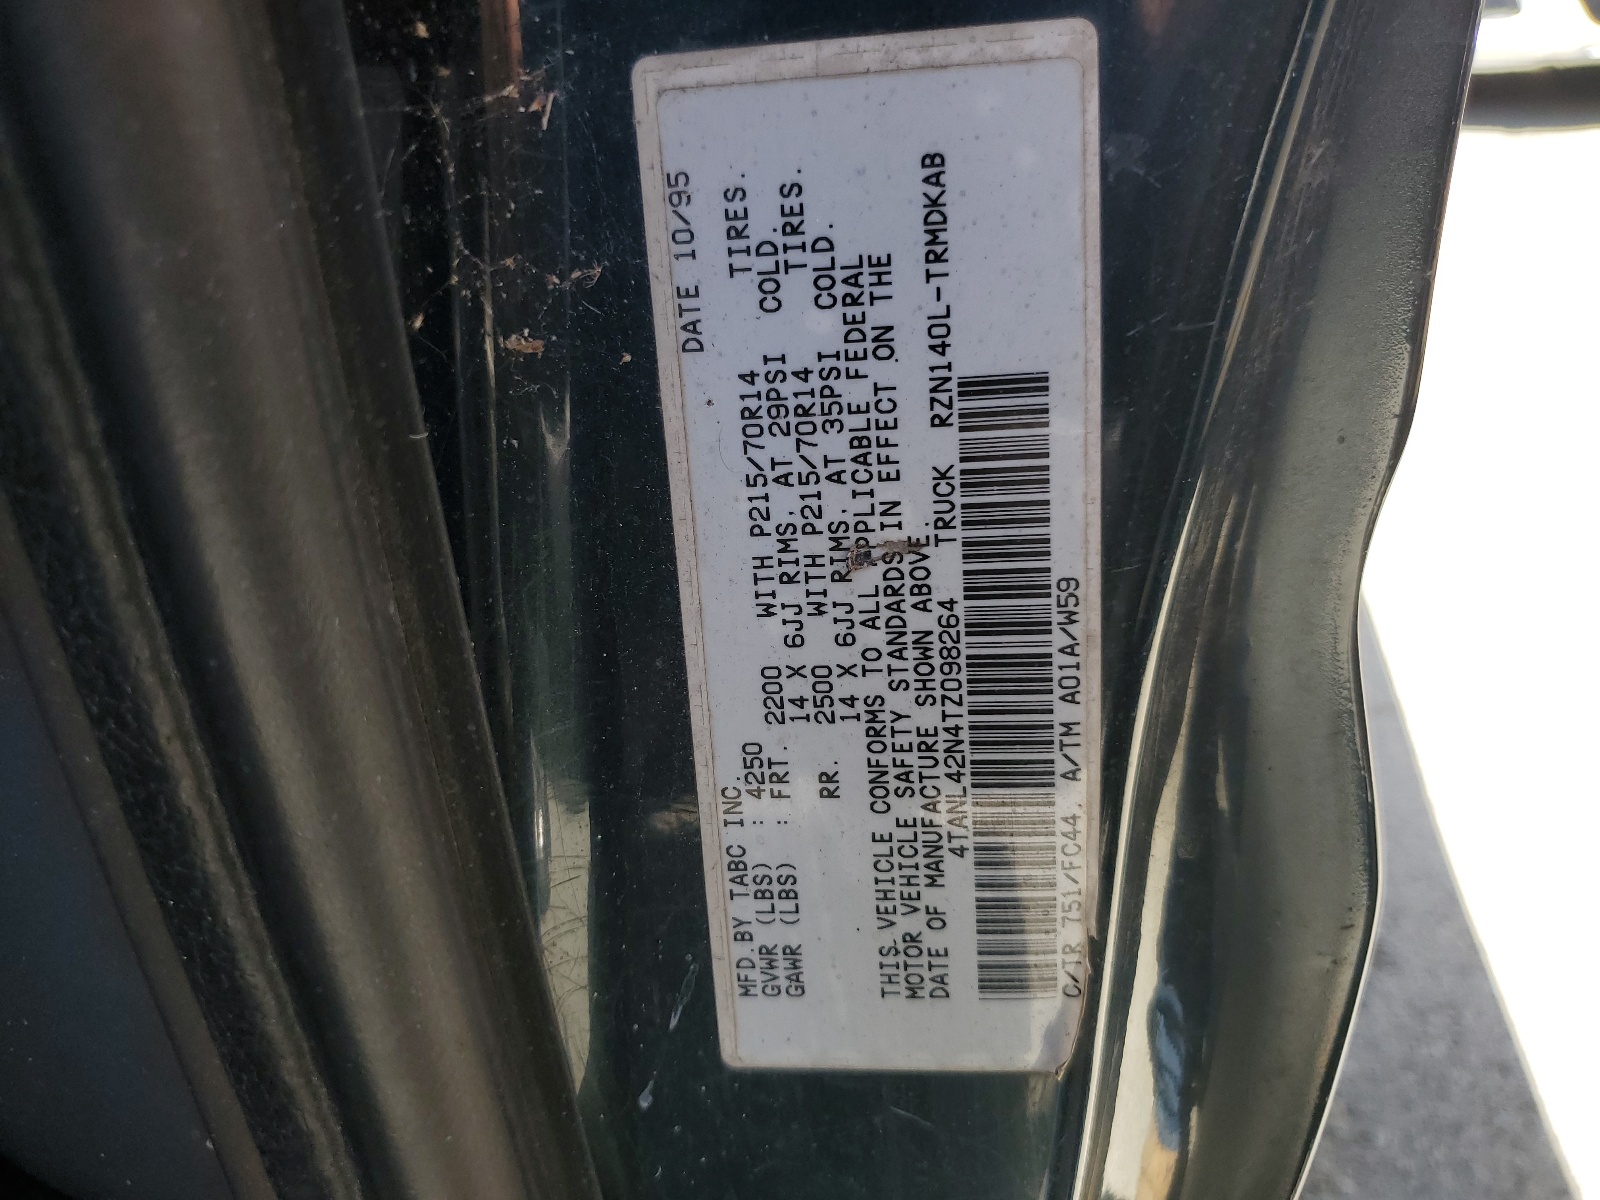 MFD.BY TABC INC. DATE 10/95
GVWR (LBS) : 4250
GAWR (LBS) : FRT. 2200 WITH P215/70R14 TIRES.
14 X 6JJ RIMS. AT 29PSI COLD.
RR. 2500 WITH P215/70R14 TIRES.
14 X 6JJ RIMS. AT 35PSI COLD.
THIS VEHICLE CONFORMS TO ALL APPLICABLE FEDERAL
MOTOR VEHICLE SAFETY STANDARDS IN EFFECT ON THE
DATE OF MANUFACTURE SHOWN ABOVE.
4TANL42N4TZ098264 TRUCK RZN140L-TRMDKAB
C/TR 751/FC44. A/TM A01A/W59